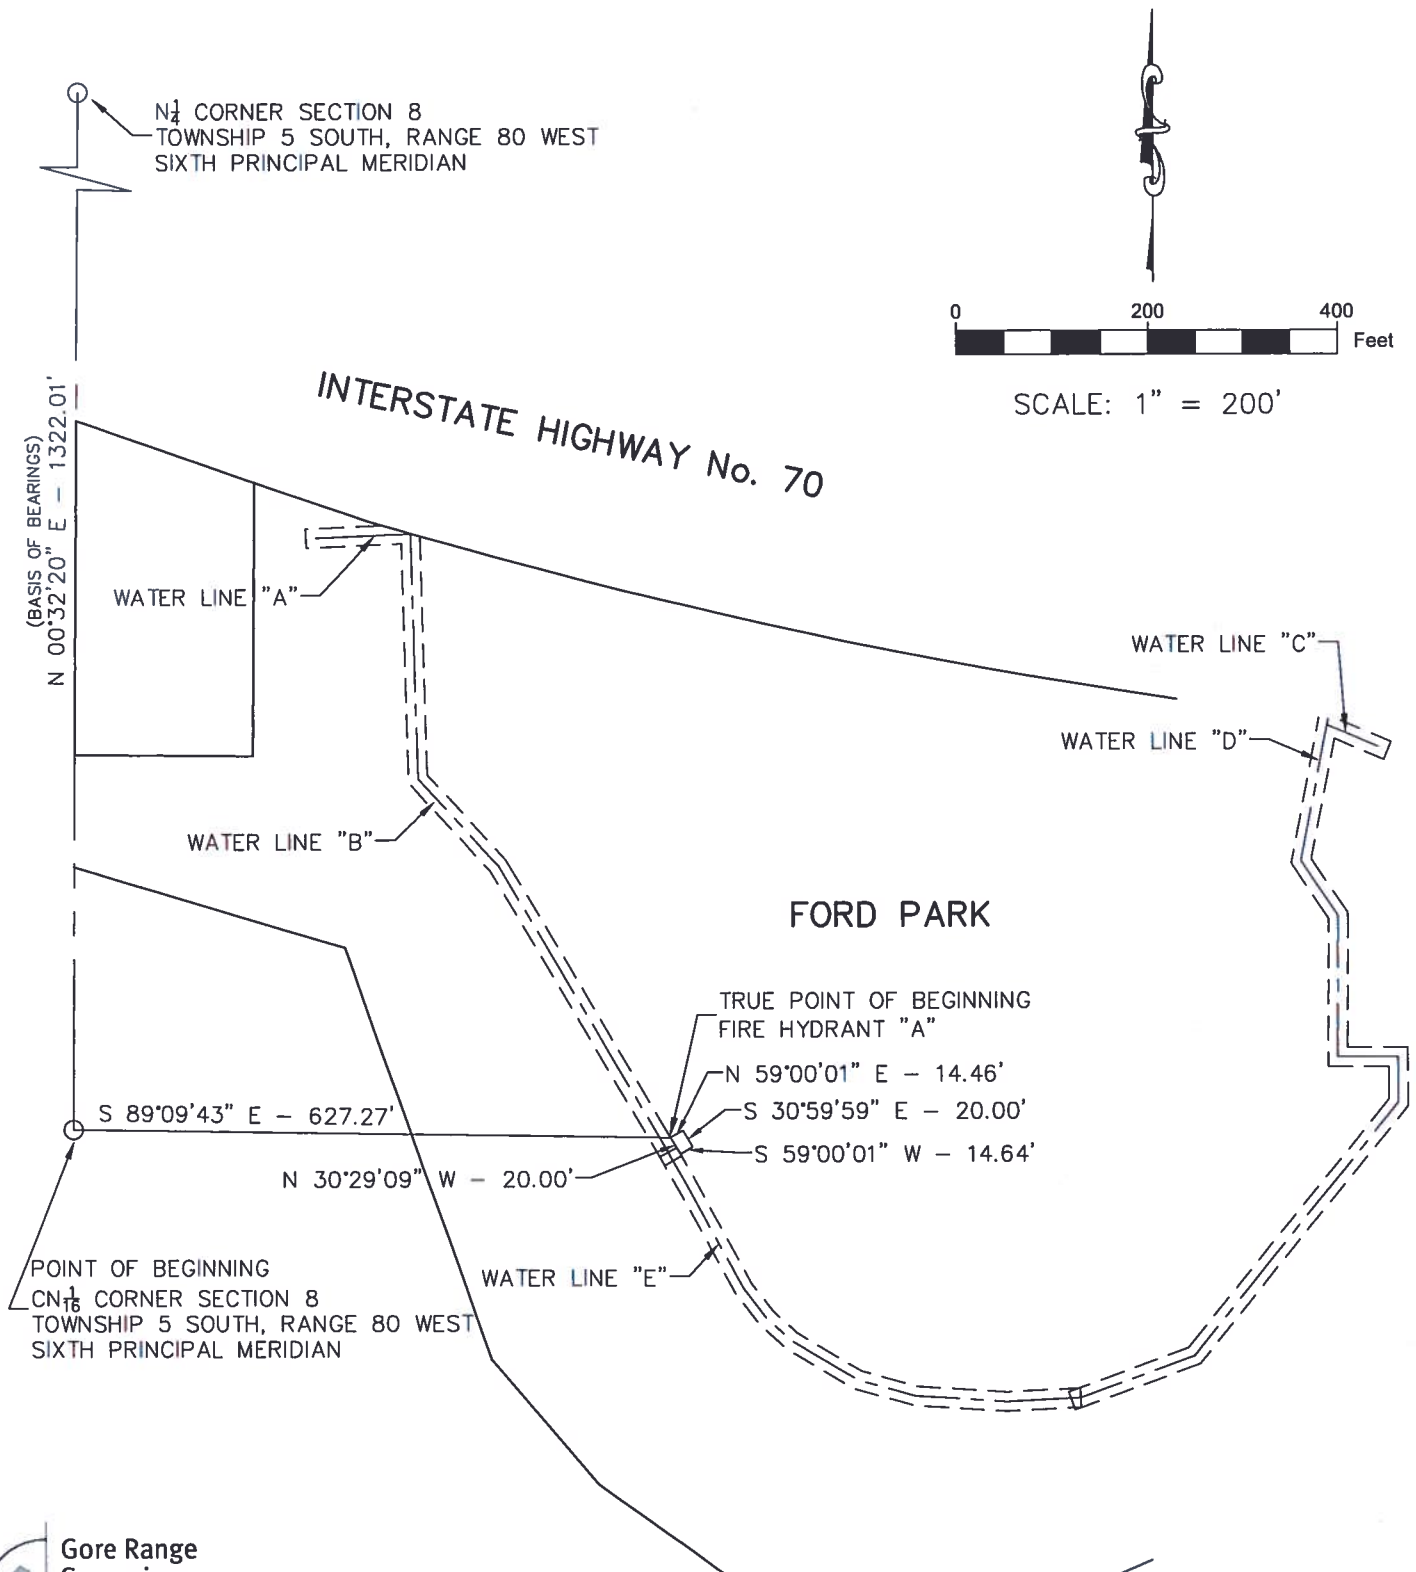 N¼ CORNER SECTION 8
TOWNSHIP 5 SOUTH, RANGE 80 WEST
SIXTH PRINCIPAL MERIDIAN
0 200 400
Feet
SCALE: 1" = 200'
INTERSTATE HIGHWAY No. 70
(BASIS OF BEARINGS)
N 00°32'20" E - 1322.01'
WATER LINE "A"
WATER LINE "C"
WATER LINE "D"
WATER LINE "B"
FORD PARK
TRUE POINT OF BEGINNING
FIRE HYDRANT "A"
N 59°00'01" E - 14.46'
S 30°59'59" E - 20.00'
S 59°00'01" W - 14.64'
S 89°09'43" E - 627.27'
N 30°29'09" W - 20.00'
WATER LINE "E"
POINT OF BEGINNING
CN1/16 CORNER SECTION 8
TOWNSHIP 5 SOUTH, RANGE 80 WEST
SIXTH PRINCIPAL MERIDIAN
Gore Range